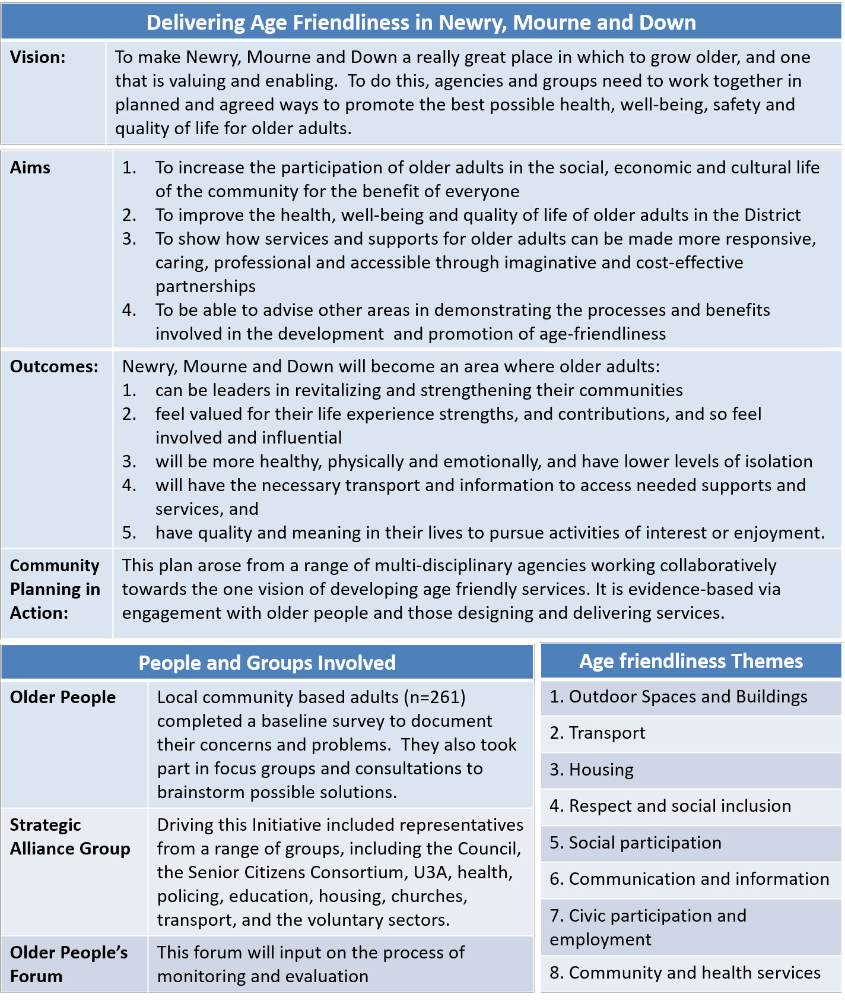 Delivering Age Friendliness in Newry, Mourne and Down
Vision:
To make Newry, Mourne and Down a really great place in which to grow older, and one
that is valuing and enabling.  To do this, agencies and groups need to work together in
planned and agreed ways to promote the best possible health, well-being, safety and
quality of life for older adults.
Aims
1. To increase the participation of older adults in the social, economic and cultural life
of the community for the benefit of everyone
2. To improve the health, well-being and quality of life of older adults in the District
3. To show how services and supports for older adults can be made more responsive,
caring, professional and accessible through imaginative and cost-effective
partnerships
4. To be able to advise other areas in demonstrating the processes and benefits
involved in the development  and promotion of age-friendliness
Outcomes:
Newry, Mourne and Down will become an area where older adults:
1. can be leaders in revitalizing and strengthening their communities
2. feel valued for their life experience strengths, and contributions, and so feel
involved and influential
3. will be more healthy, physically and emotionally, and have lower levels of isolation
4. will have the necessary transport and information to access needed supports and
services, and
5. have quality and meaning in their lives to pursue activities of interest or enjoyment.
Community
Planning in
Action:
This plan arose from a range of multi-disciplinary agencies working collaboratively
towards the one vision of developing age friendly services. It is evidence-based via
engagement with older people and those designing and delivering services.
People and Groups Involved
Older People
Local community based adults (n=261)
completed a baseline survey to document
their concerns and problems.  They also took
part in focus groups and consultations to
brainstorm possible solutions.
Strategic
Alliance Group
Driving this Initiative included representatives
from a range of groups, including the Council,
the Senior Citizens Consortium, U3A, health,
policing, education, housing, churches,
transport, and the voluntary sectors.
Older People’s
Forum
This forum will input on the process of
monitoring and evaluation
Age friendliness Themes
1. Outdoor Spaces and Buildings
2. Transport
3. Housing
4. Respect and social inclusion
5. Social participation
6. Communication and information
7. Civic participation and
employment
8. Community and health services